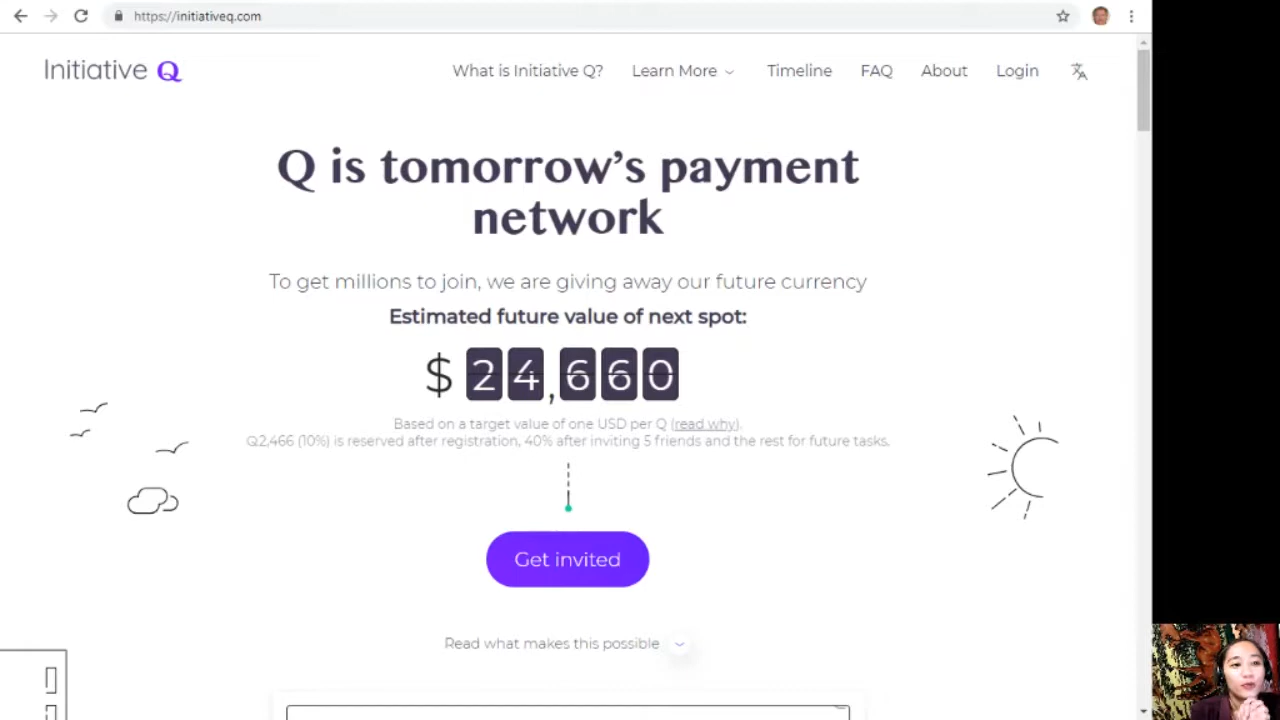 https://initiativeq.com
Initiative Q
What is Initiative Q? Learn More Timeline FAQ About Login
Q is tomorrow's payment
network
To get millions to join, we are giving away our future currency
Estimated future value of next spot:
$ 24,660
Based on a target value of one USD per Q (read why).
Q2,466 (10%) is reserved after registration, 40% after inviting 5 friends and the rest for future tasks.
Get invited
Read what makes this possible